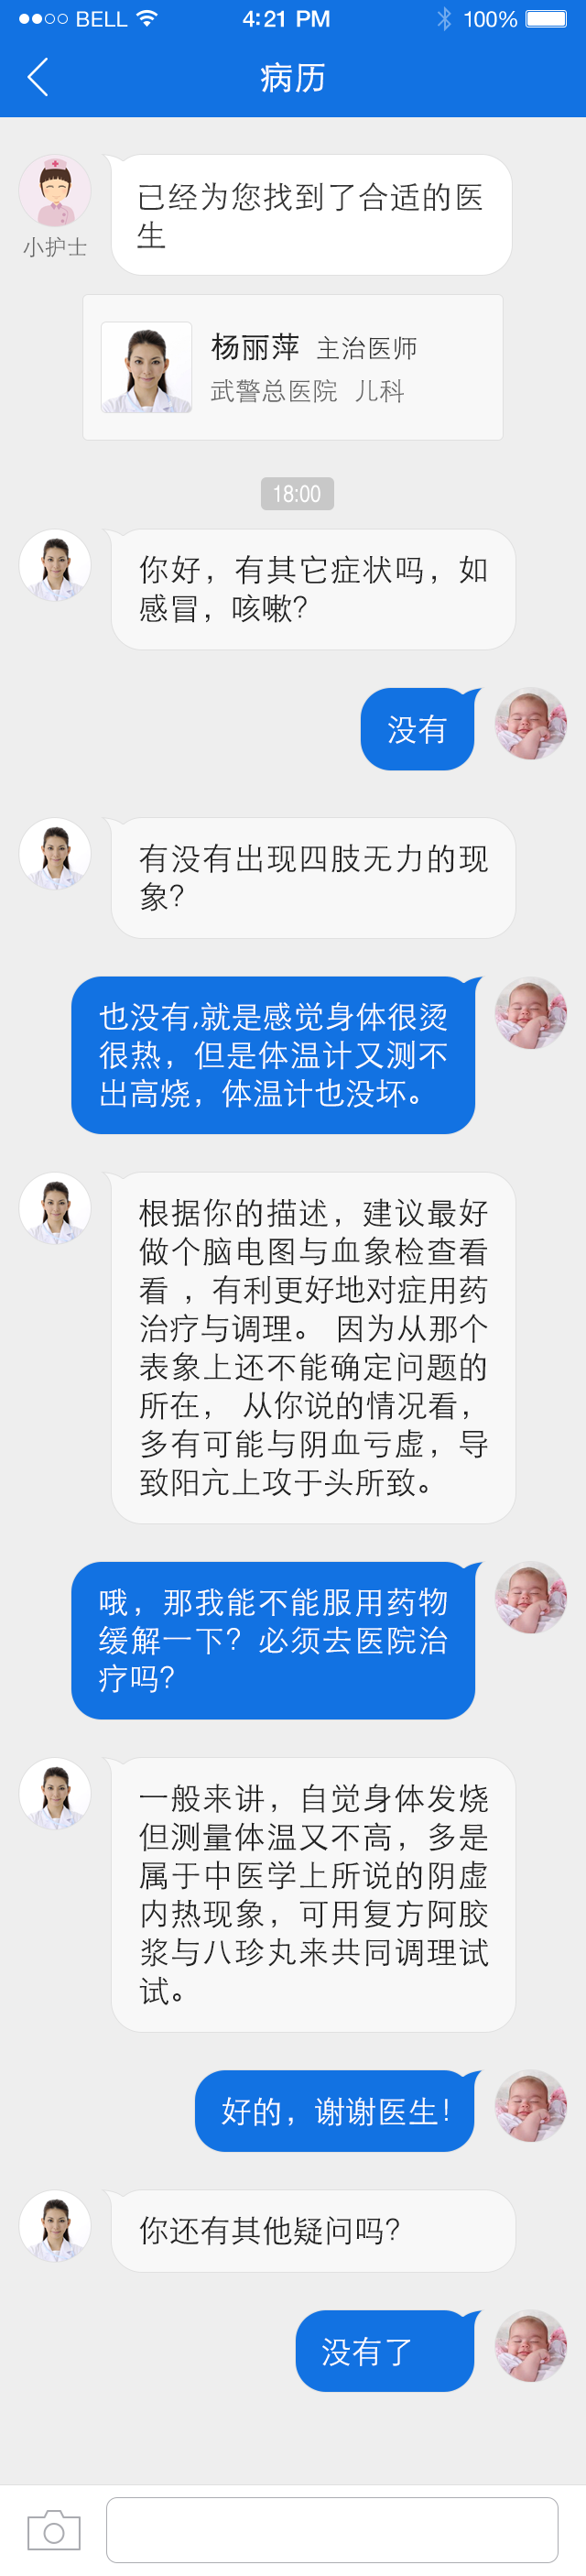 BELL 4:21 PM 100%
病历
已经为您找到了合适的医
生
小护士
杨丽萍 主治医师
武警总医院 儿科
18:00
你好，有其它症状吗，如
感冒，咳嗽？
没有
有没有出现四肢无力的现
象？
也没有,就是感觉身体很烫
很热，但是体温计又测不
出高烧，体温计也没坏。
根据你的描述，建议最好
做个脑电图与血象检查看
看 ，有利更好地对症用药
治疗与调理。 因为从那个
表象上还不能确定问题的
所在， 从你说的情况看，
多有可能与阴血亏虚，导
致阳亢上攻于头所致。
哦，那我能不能服用药物
缓解一下？必须去医院治
疗吗？
一般来讲，自觉身体发烧
但测量体温又不高，多是
属于中医学上所说的阴虚
内热现象，可用复方阿胶
浆与八珍丸来共同调理试
试。
好的，谢谢医生！
你还有其他疑问吗？
没有了